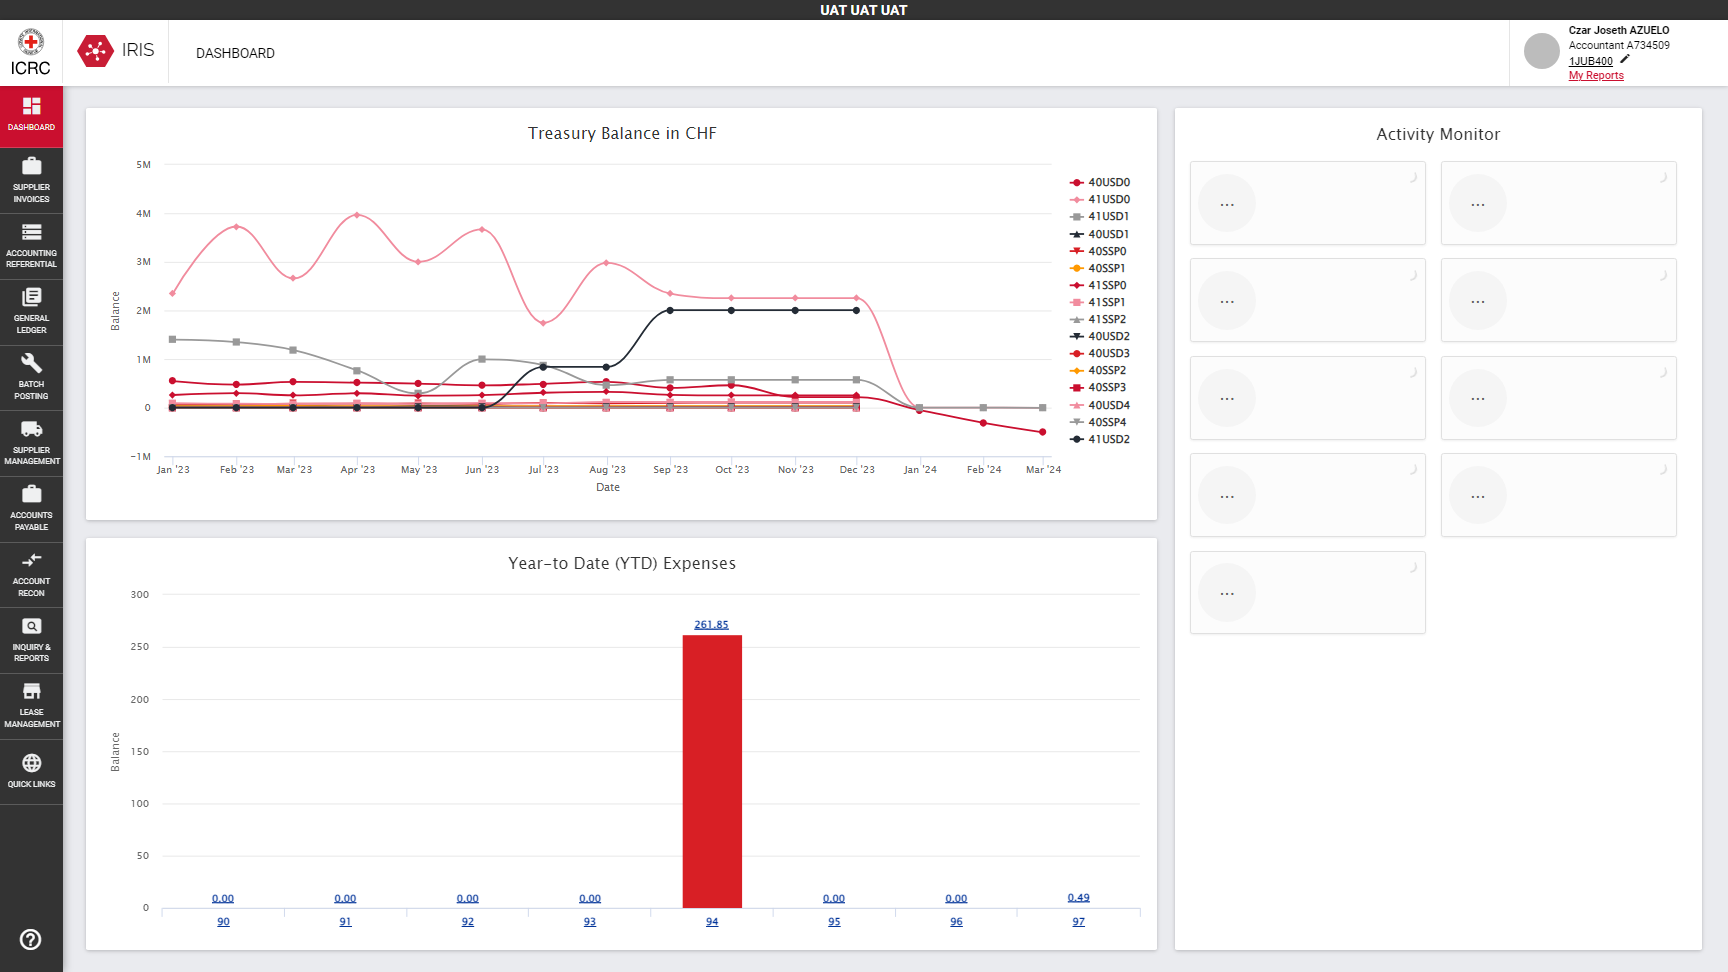 UAT UAT UAT
ICRC
IRIS
DASHBOARD
Czar Joseth AZUELO
Accountant A734509
1JUB400
My Reports
DASHBOARD
SUPPLIER
INVOICES
ACCOUNTING
REFERENTIAL
GENERAL
LEDGER
BATCH
POSTING
SUPPLIER
MANAGEMENT
ACCOUNTS
PAYABLE
ACCOUNT
RECON
INQUIRY &
REPORTS
LEASE
MANAGEMENT
QUICK LINKS
Treasury Balance in CHF
5M
4M
3M
2M
1M
0
−1M
Balance
Jan '23 Feb '23 Mar '23 Apr '23 May '23 Jun '23 Jul '23 Aug '23 Sep '23 Oct '23 Nov '23 Dec '23 Jan '24 Feb '24 Mar '24
Date
40USD0
41USD0
41USD1
40USD1
40SSP0
40SSP1
41SSP0
41SSP1
41SSP2
40USD2
40USD3
40SSP2
40SSP3
40USD4
40SSP4
41USD2
Year-to Date (YTD) Expenses
300
250
200
150
100
50
0
Balance
261.85
0.00 0.00 0.00 0.00 0.00 0.00 0.49
90 91 92 93 94 95 96 97
Activity Monitor
... ...
... ...
... ...
... ...
...